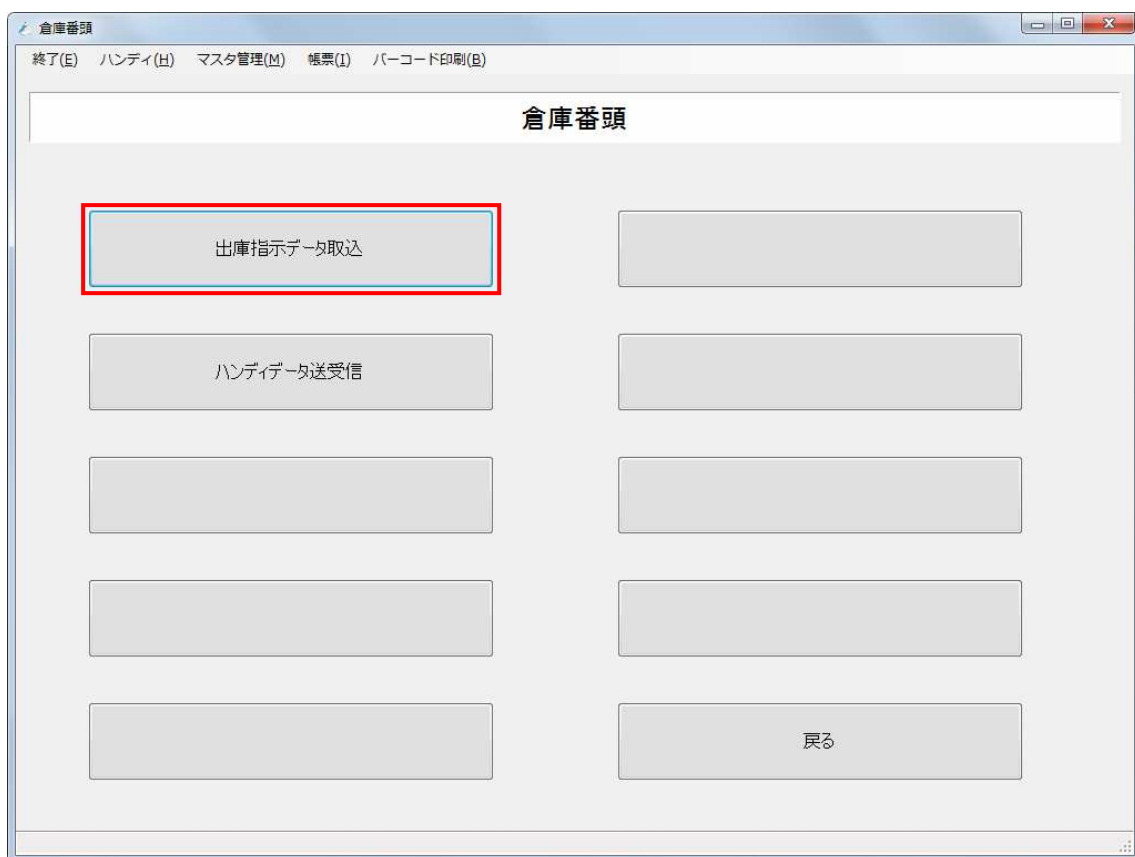 倉庫番頭
終了(E) ハンディ(H) マスタ管理(M) 帳票(I) バーコード印刷(B)
倉庫番頭
出庫指示データ取込
ハンディデータ送受信
戻る